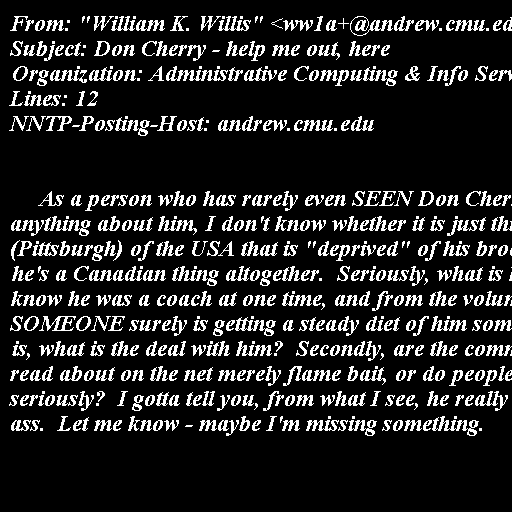 From: "William K. Willis" <ww1a+@andrew.cmu.ed
Subject: Don Cherry - help me out, here
Organization: Administrative Computing & Info Serv
Lines: 12
NNTP-Posting-Host: andrew.cmu.edu
As a person who has rarely even SEEN Don Cher
anything about him, I don't know whether it is just thi
(Pittsburgh) of the USA that is "deprived" of his bro
he's a Canadian thing altogether. Seriously, what is
know he was a coach at one time, and from the volu
SOMEONE surely is getting a steady diet of him som
is, what is the deal with him? Secondly, are the com
read about on the net merely flame bait, or do people
seriously? I gotta tell you, from what I see, he really
ass. Let me know - maybe I'm missing something.